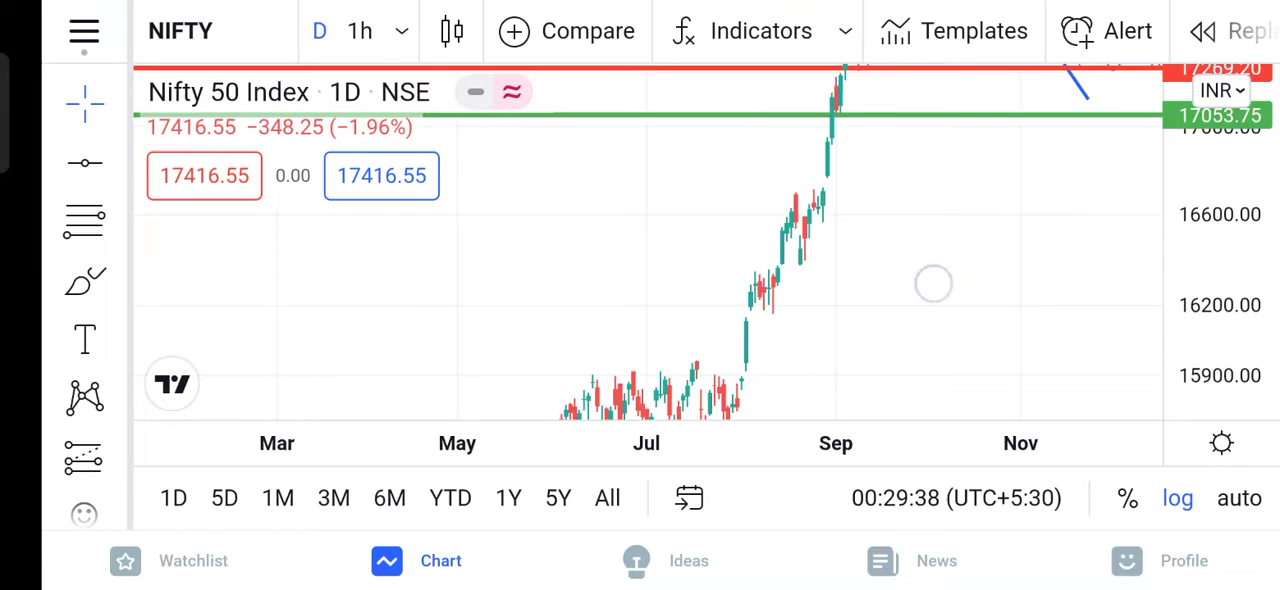 NIFTY D 1h Compare Indicators Templates Alert Repl
17269.20
Nifty 50 Index · 1D · NSE INR
17053.75
17416.55 −348.25 (−1.96%)
17416.55 0.00 17416.55
16600.00
16200.00
15900.00
Mar May Jul Sep Nov
1D 5D 1M 3M 6M YTD 1Y 5Y All 00:29:38 (UTC+5:30) % log auto
Watchlist Chart Ideas News Profile